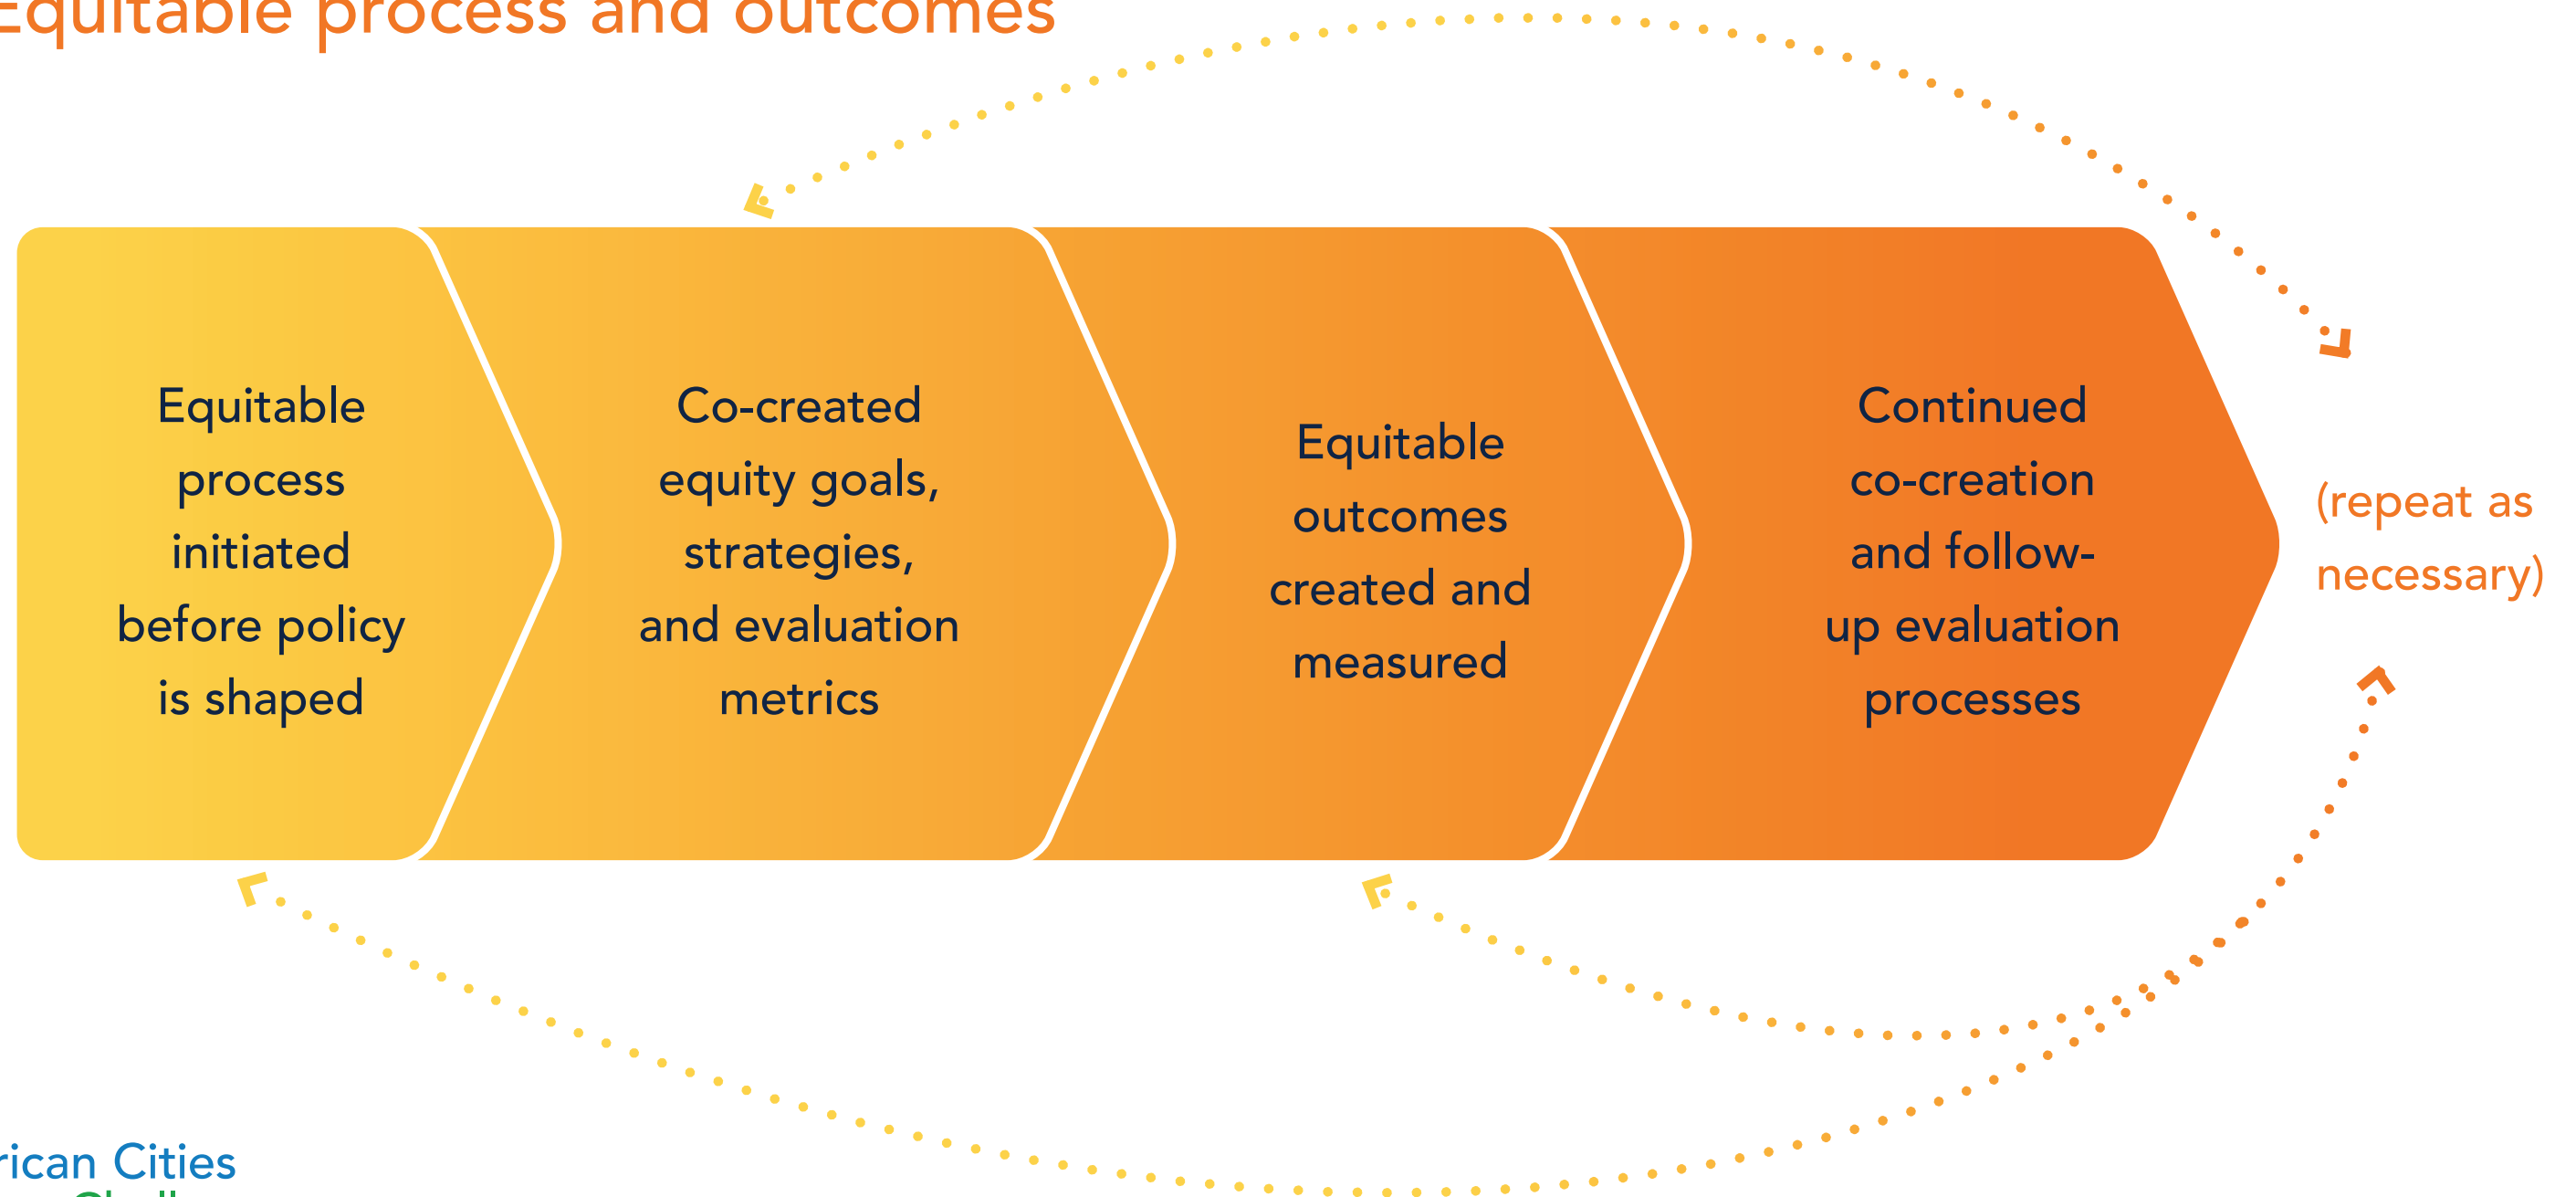 Equitable process and outcomes
Equitable
process
initiated
before policy
is shaped
Co-created
equity goals,
strategies,
and evaluation
metrics
Equitable
outcomes
created and
measured
Continued
co-creation
and follow-
up evaluation
processes
(repeat as
necessary)
rican Cities